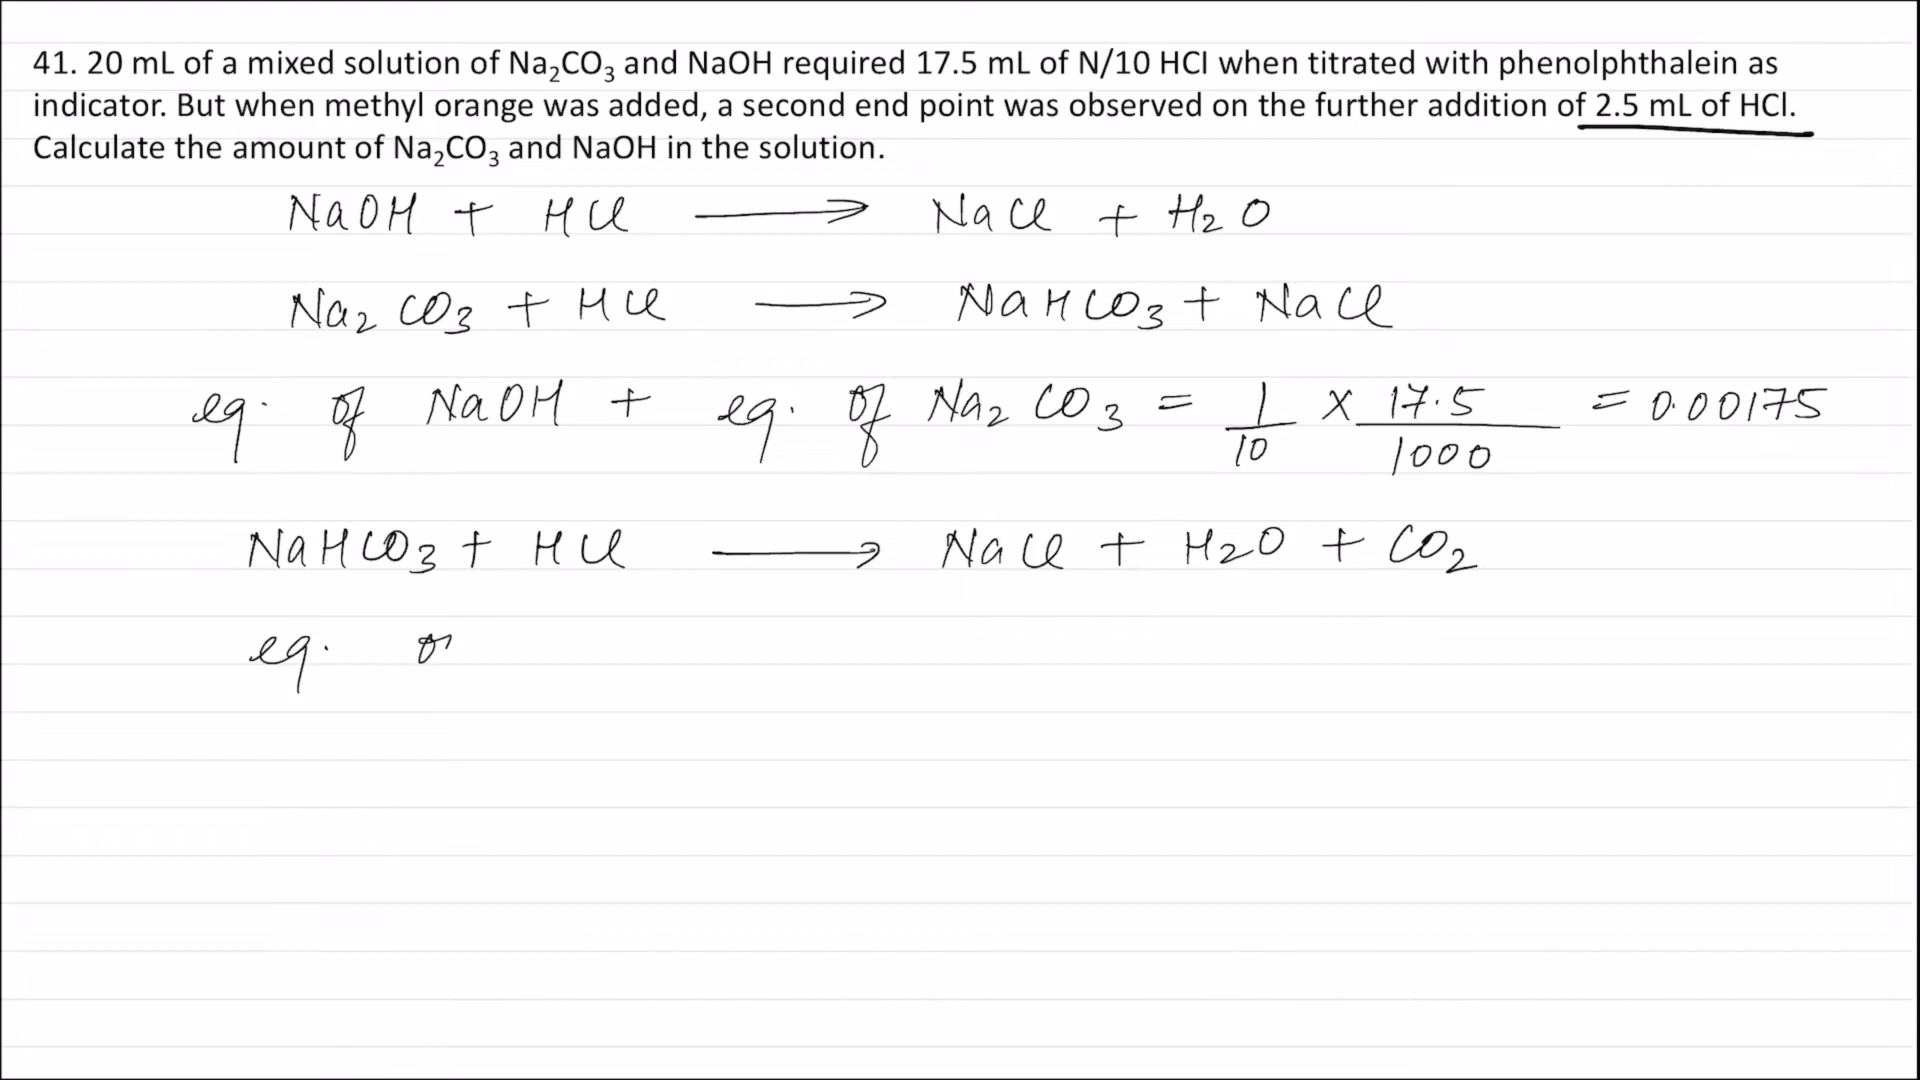 41. 20 mL of a mixed solution of Na₂CO₃ and NaOH required 17.5 mL of N/10 HCl when titrated with phenolphthalein as
indicator. But when methyl orange was added, a second end point was observed on the further addition of 2.5 mL of HCl.
Calculate the amount of Na₂CO₃ and NaOH in the solution.
NaOH + HCl ⟶ NaCl + H₂O
Na₂CO₃ + HCl ⟶ NaHCO₃ + NaCl
eq. of NaOH + eq. of Na₂CO₃ = 1/10 × 17.5/1000 = 0.00175
NaHCO₃ + HCl ⟶ NaCl + H₂O + CO₂
eq.